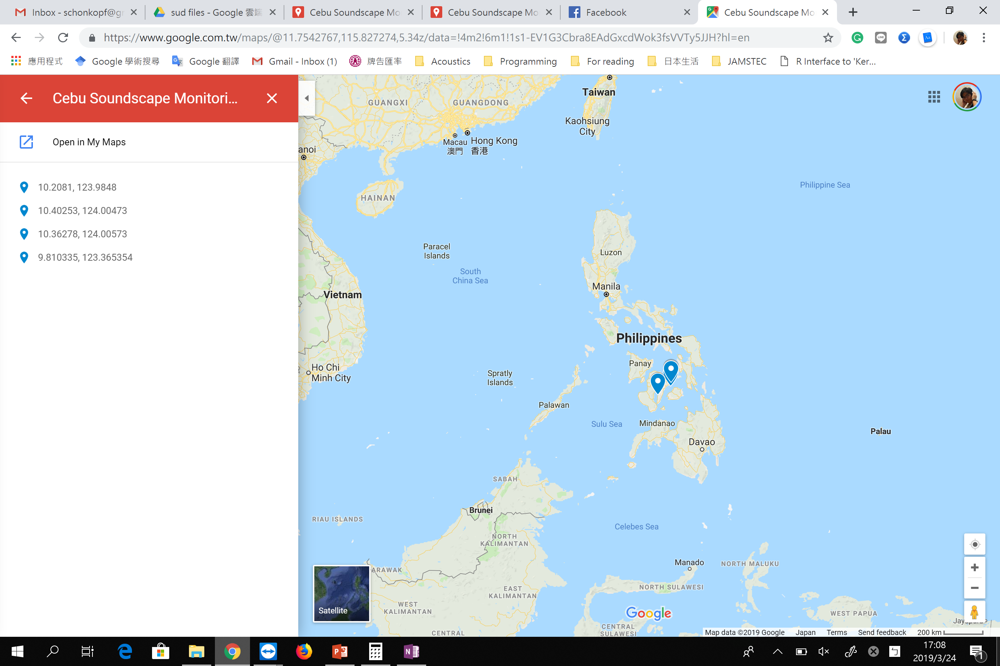 Inbox - schonkopf@gr
sud files - Google 雲端
Cebu Soundscape Mo
Cebu Soundscape Mo
Facebook
Cebu Soundscape Mo
https://www.google.com.tw/maps/@11.7542767,115.827274,5.34z/data=!4m2!6m1!1s1-EV1G3Cbra8EAdGxcdWok3fsVVTy5JJH?hl=en
應用程式
Google 學術搜尋
Google 翻譯
Gmail - Inbox (1)
牌告匯率
Acoustics
Programming
For reading
日本生活
JAMSTEC
R Interface to 'Ker...
Cebu Soundscape Monitori...
Open in My Maps
10.2081, 123.9848
10.40253, 124.00473
10.36278, 124.00573
9.810335, 123.365354
Taiwan
GUANGXI
GUANGDONG
Kaohsiung
City
Macau
澳門
Hong Kong
香港
anoi
HAINAN
Philippine Sea
Paracel
Islands
Luzon
South
China Sea
Manila
Vietnam
Philippines
Panay
Ho Chi
Minh City
Spratly
Islands
Palawan
Sulu Sea
Mindanao
Palau
Davao
SABAH
Brunei
RIAU ISLANDS
Celebes Sea
NORTH
KALIMANTAN
Manado
NORTH MALUKU
ARAWAK
NORTH SULAWESI
EAST
KALIMANTAN
WEST
KALIMANTAN
Satellite
Google
WEST PAPUA
CENTRAL
SULAWESI
CENTRAL
Map data ©2019 Google
Japan
Terms
Send feedback
200 km
17:08
2019/3/24
1